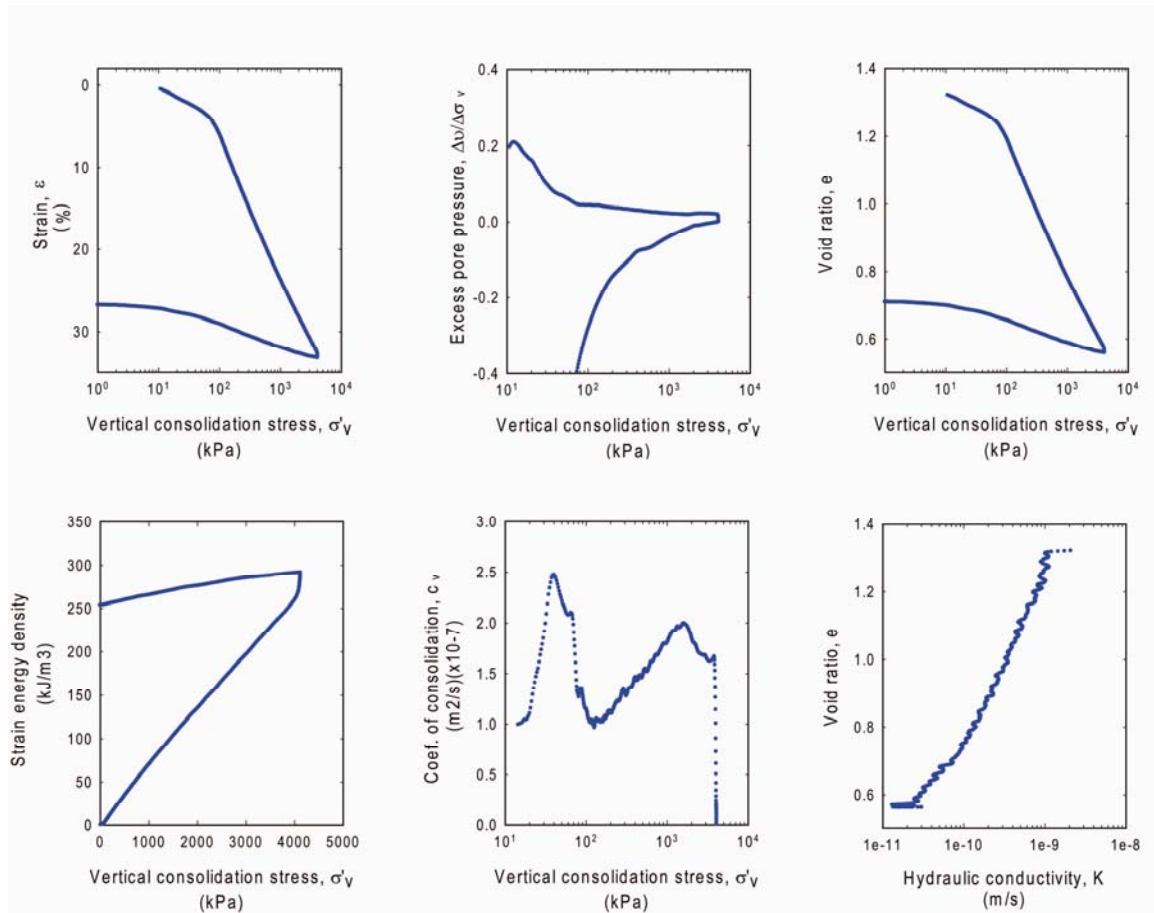 0
10
20
30
Strain, ε
(%)
10⁰ 10¹ 10² 10³ 10⁴
Vertical consolidation stress, σ'v
(kPa)
0.4
0.2
0.0
-0.2
-0.4
Excess pore pressure, Δυ/Δσ v
10¹ 10² 10³ 10⁴
Vertical consolidation stress, σ'v
(kPa)
1.4
1.2
1.0
0.8
0.6
Void ratio, e
10⁰ 10¹ 10² 10³ 10⁴
Vertical consolidation stress, σ'v
(kPa)
350
300
250
200
150
100
50
0
Strain energy density
(kJ/m3)
0 1000 2000 3000 4000 5000
Vertical consolidation stress, σ'v
(kPa)
3.0
2.5
2.0
1.5
1.0
0.5
0.0
Coef. of consolidation, c v
(m2/s)(x10-7)
10¹ 10² 10³ 10⁴
Vertical consolidation stress, σ'v
(kPa)
1.4
1.2
1.0
0.8
0.6
Void ratio, e
1e-11 1e-10 1e-9 1e-8
Hydraulic conductivity, K
(m/s)